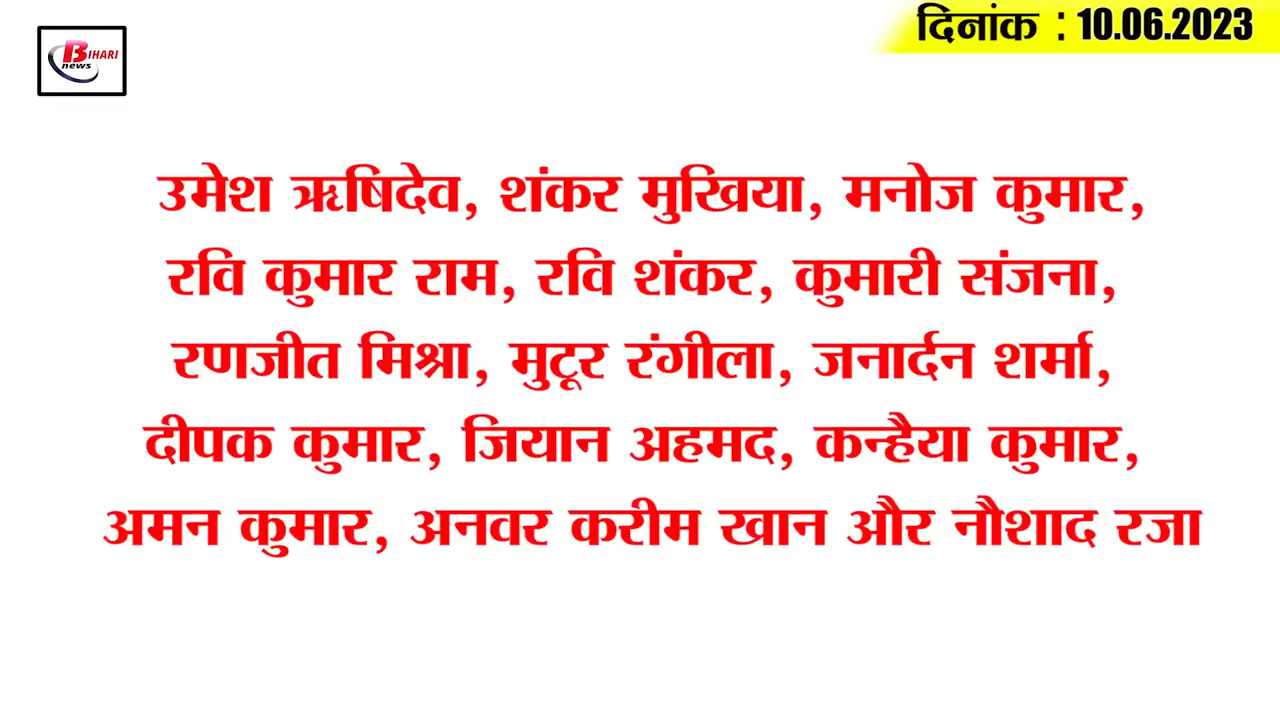 BIHARI
news
दिनांक : 10.06.2023
उमेश ऋषिदेव, शंकर मुखिया, मनोज कुमार,
रवि कुमार राम, रवि शंकर, कुमारी संजना,
रणजीत मिश्रा, मुटूर रंगीला, जनार्दन शर्मा,
दीपक कुमार, जियान अहमद, कन्हैया कुमार,
अमन कुमार, अनवर करीम खान और नौशाद रजा